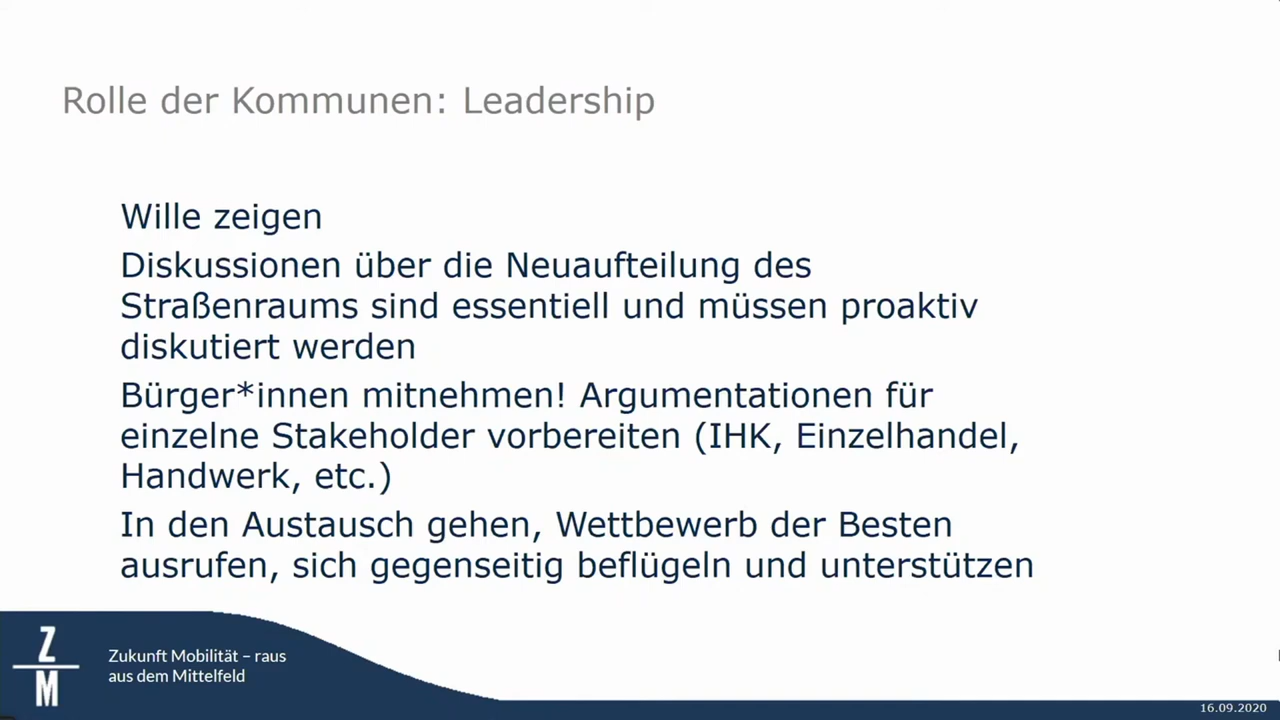 Rolle der Kommunen: Leadership
Wille zeigen
Diskussionen über die Neuaufteilung des
Straßenraums sind essentiell und müssen proaktiv
diskutiert werden
Bürger*innen mitnehmen! Argumentationen für
einzelne Stakeholder vorbereiten (IHK, Einzelhandel,
Handwerk, etc.)
In den Austausch gehen, Wettbewerb der Besten
ausrufen, sich gegenseitig beflügeln und unterstützen
Z
M
Zukunft Mobilität – raus
aus dem Mittelfeld
16.09.2020